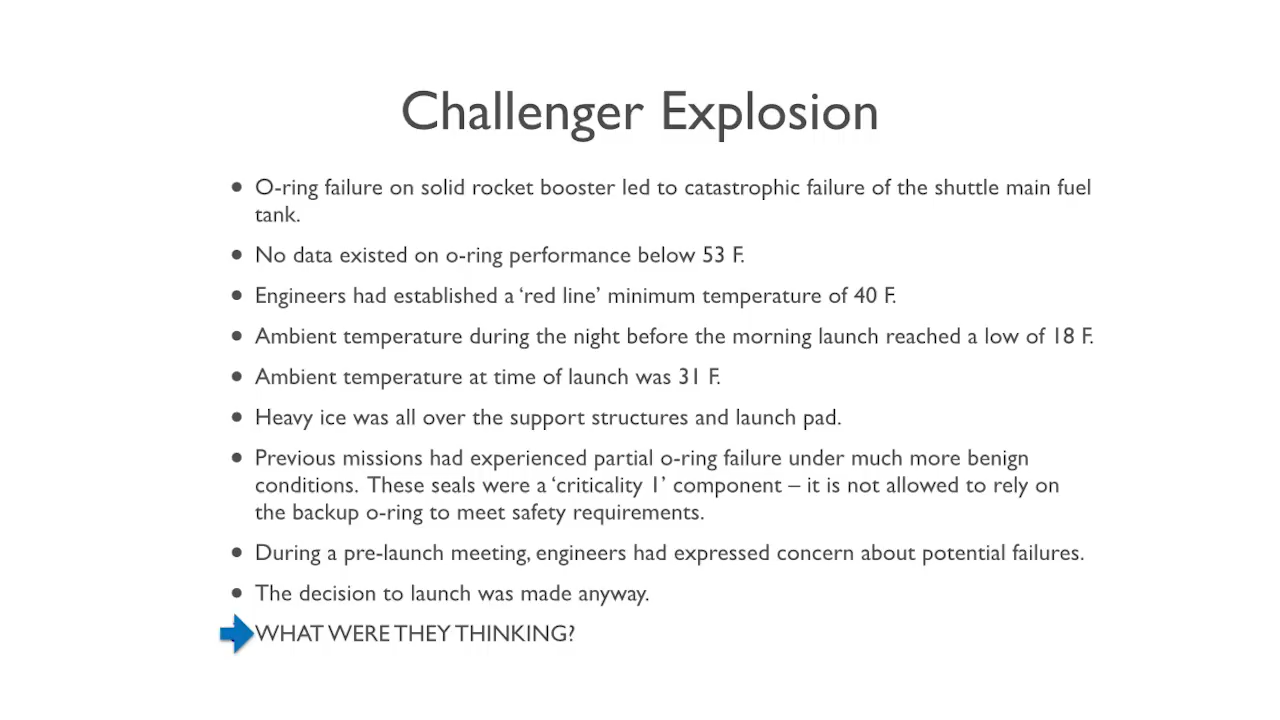 Challenger Explosion
• O-ring failure on solid rocket booster led to catastrophic failure of the shuttle main fuel
tank.
• No data existed on o-ring performance below 53 F.
• Engineers had established a ‘red line’ minimum temperature of 40 F.
• Ambient temperature during the night before the morning launch reached a low of 18 F.
• Ambient temperature at time of launch was 31 F.
• Heavy ice was all over the support structures and launch pad.
• Previous missions had experienced partial o-ring failure under much more benign
conditions. These seals were a ‘criticality 1’ component – it is not allowed to rely on
the backup o-ring to meet safety requirements.
• During a pre-launch meeting, engineers had expressed concern about potential failures.
• The decision to launch was made anyway.
WHAT WERE THEY THINKING?